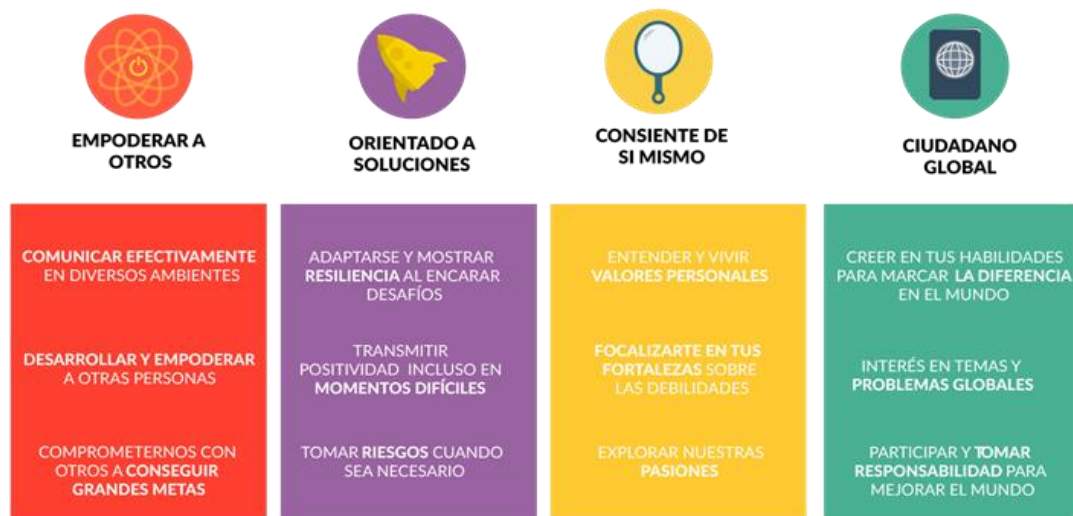 EMPODERAR A
OTROS
COMUNICAR EFECTIVAMENTE
EN DIVERSOS AMBIENTES
DESARROLLAR Y EMPODERAR
A OTRAS PERSONAS
COMPROMETERNOS CON
OTROS A CONSEGUIR
GRANDES METAS
ORIENTADO A
SOLUCIONES
ADAPTARSE Y MOSTRAR
RESILIENCIA AL ENCARAR
DESAFÍOS
TRANSMITIR
POSITIVIDAD INCLUSO EN
MOMENTOS DIFÍCILES
TOMAR RIESGOS CUANDO
SEA NECESARIO
CONSIENTE DE
SI MISMO
ENTENDER Y VIVIR
VALORES PERSONALES
FOCALIZARTE EN TUS
FORTALEZAS SOBRE
LAS DEBILIDADES
EXPLORAR NUESTRAS
PASIONES
CIUDADANO
GLOBAL
CREER EN TUS HABILIDADES
PARA MARCAR LA DIFERENCIA
EN EL MUNDO
INTERÉS EN TEMAS Y
PROBLEMAS GLOBALES
PARTICIPAR Y TOMAR
RESPONSABILIDAD PARA
MEJORAR EL MUNDO